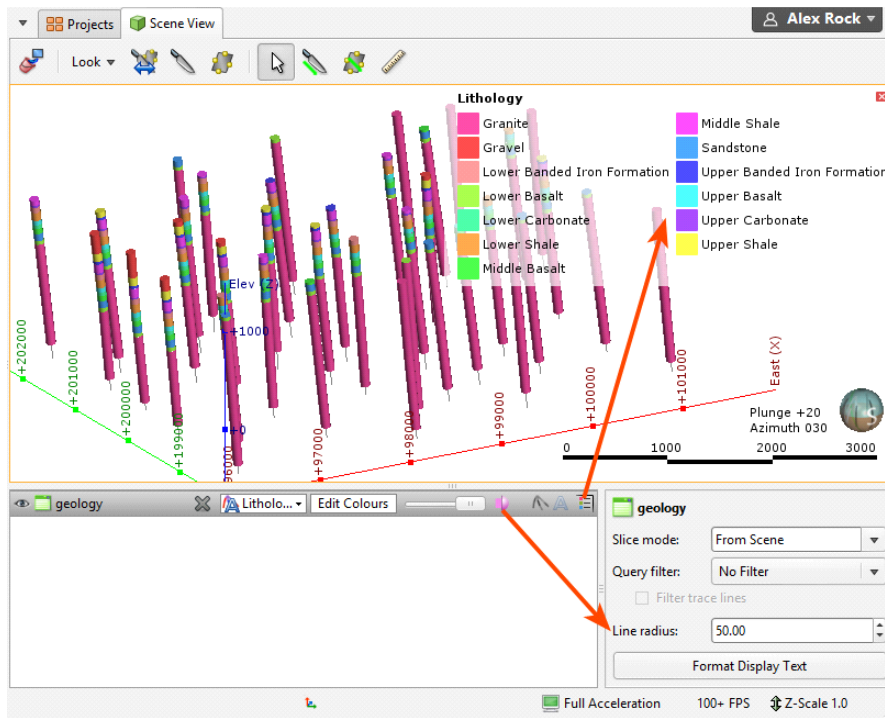 Projects
Scene View
Alex Rock
Look
Lithology
Granite
Gravel
Lower Banded Iron Formation
Lower Basalt
Lower Carbonate
Lower Shale
Middle Basalt
Middle Shale
Sandstone
Upper Banded Iron Formation
Upper Basalt
Upper Carbonate
Upper Shale
Elev (Z)
+1000
+0
+202000
+201000
+200000
+199000
96000
+97000
+98000
+99000
+100000
+101000
East (X)
Plunge +20
Azimuth 030
0 1000 2000 3000
S
geology
Litholo...
Edit Colours
geology
Slice mode: From Scene
Query filter: No Filter
Filter trace lines
Line radius: 50.00
Format Display Text
Full Acceleration 100+ FPS Z-Scale 1.0